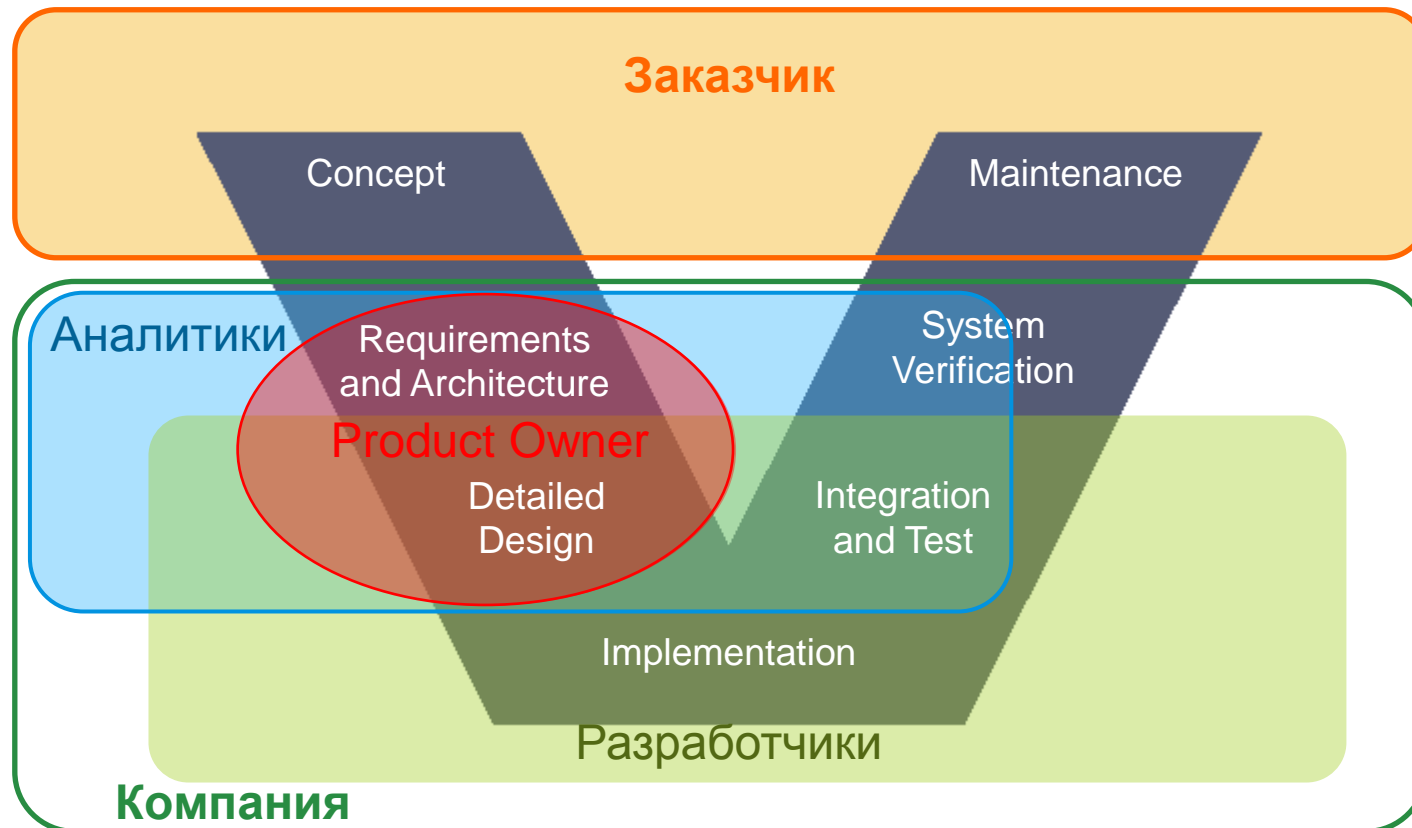 Заказчик
Concept
Maintenance
Аналитики
Requirements
and Architecture
System
Verification
Product Owner
Detailed
Design
Integration
and Test
Implementation
Разработчики
Компания